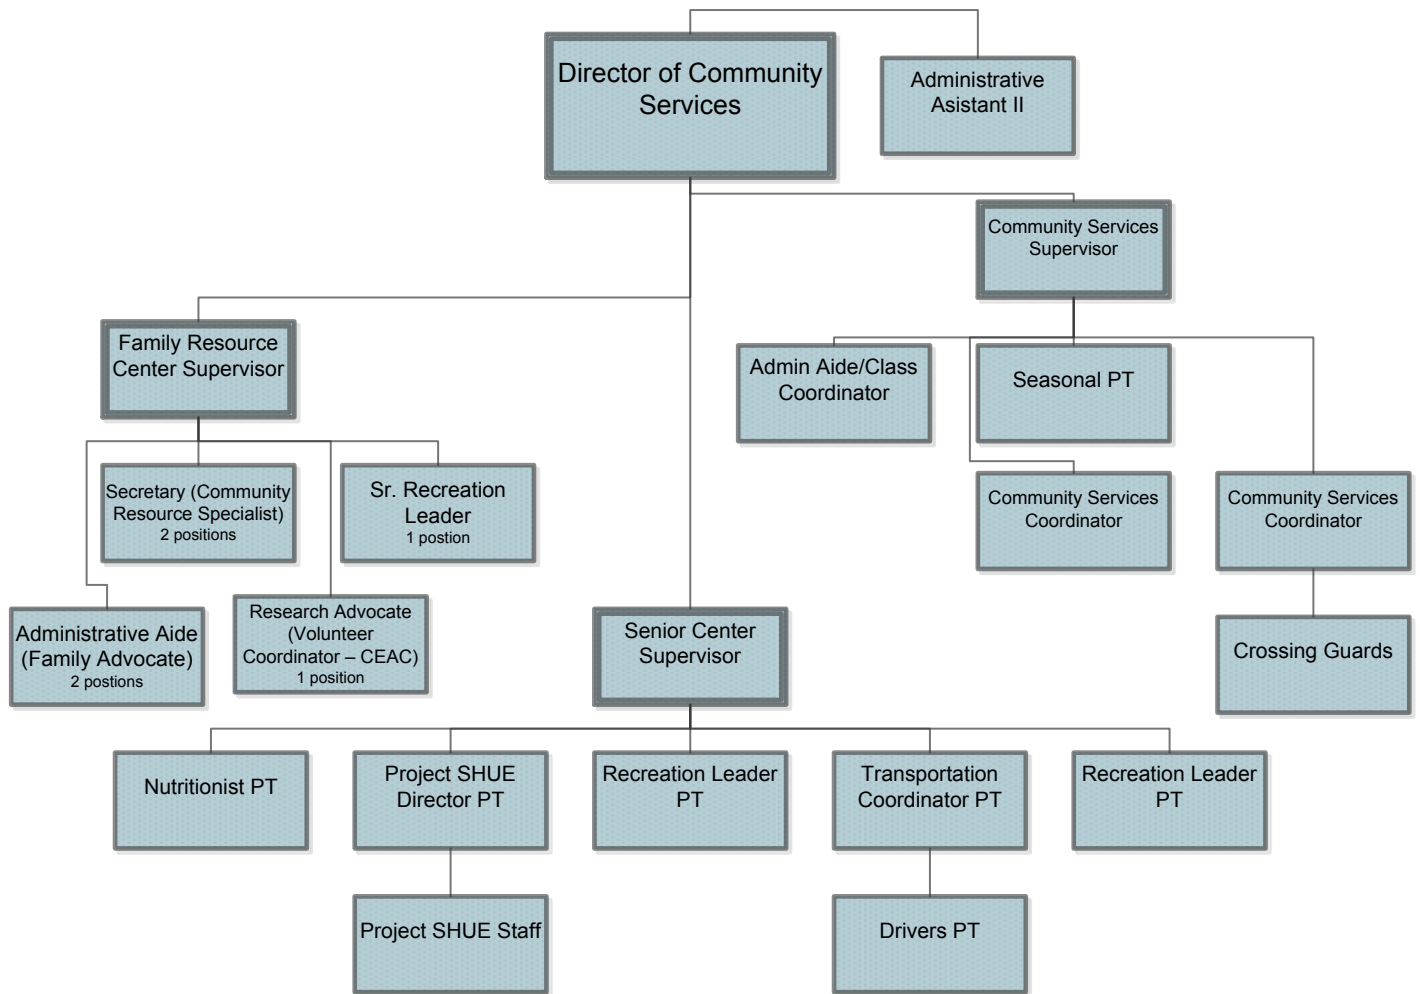 Director of Community
Services
Administrative
Asistant II
Community Services
Supervisor
Family Resource
Center Supervisor
Admin Aide/Class
Coordinator
Seasonal PT
Secretary (Community
Resource Specialist)
2 positions
Sr. Recreation
Leader
1 postion
Community Services
Coordinator
Community Services
Coordinator
Administrative Aide
(Family Advocate)
2 postions
Research Advocate
(Volunteer
Coordinator – CEAC)
1 position
Senior Center
Supervisor
Crossing Guards
Nutritionist PT
Project SHUE
Director PT
Recreation Leader
PT
Transportation
Coordinator PT
Recreation Leader
PT
Project SHUE Staff
Drivers PT